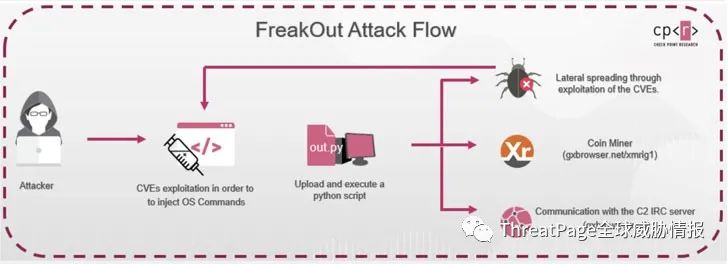 FreakOut Attack Flow
cp<r>
CHECK POINT RESEARCH
Attacker
</>
CVEs exploitation in order to
to inject OS Commands
out.py
Upload and execute a
python script
Lateral spreading through
exploitation of the CVEs.
Xr
Coin Miner
(gxbrowser.net/xmrig1)
Communication with the C2 IRC server
ThreatPage全球威胁情报